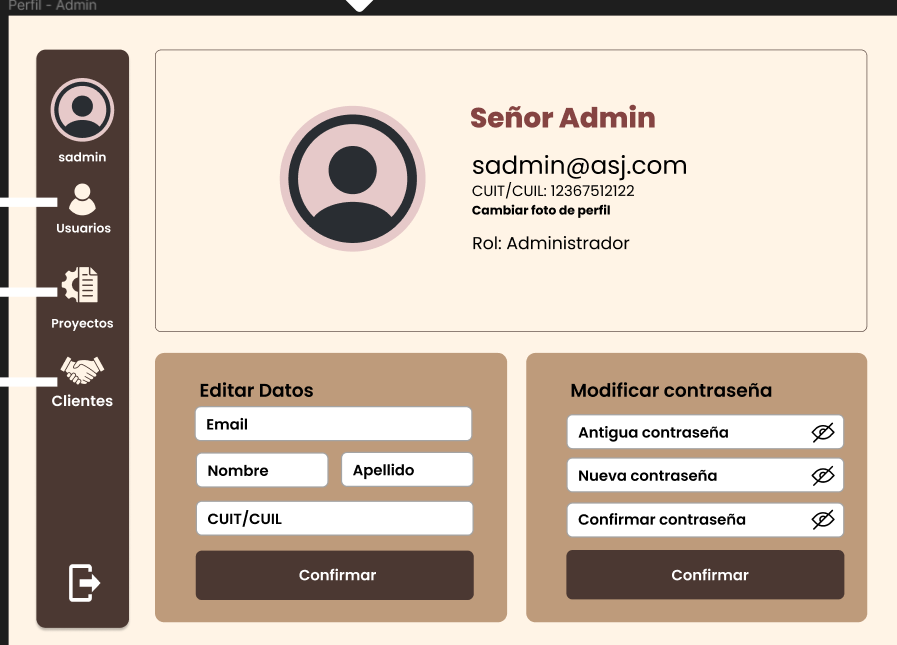 Perfil - Admin
sadmin
Usuarios
Proyectos
Clientes
Señor Admin
sadmin@asj.com
CUIT/CUIL: 12367512122
Cambiar foto de perfil
Rol: Administrador
Editar Datos
Email
Nombre
Apellido
CUIT/CUIL
Confirmar
Modificar contraseña
Antigua contraseña
Nueva contraseña
Confirmar contraseña
Confirmar